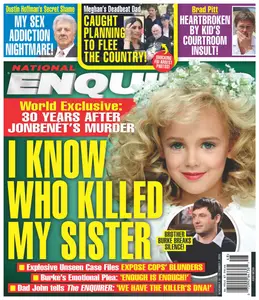 Dustin Hoffman's Secret Shame
MY SEX
ADDICTION
NIGHTMARE!
Meghan's Deadbeat Dad
CAUGHT
PLANNING
TO FLEE
THE COUNTRY!
Brad Pitt
HEARTBROKEN
BY KID'S
COURTROOM
INSULT!
NATIONAL
ENQUIRER
World Exclusive:
30 YEARS AFTER
JONBENET'S MURDER
I KNOW
WHO KILLED
MY SISTER
BROTHER
BURKE BREAKS
SILENCE!
Explosive Unseen Case Files EXPOSE COPS' BLUNDERS
Burke's Emotional Plea: 'ENOUGH IS ENOUGH!'
Dad John tells The ENQUIRER: 'WE HAVE THE KILLER'S DNA!'